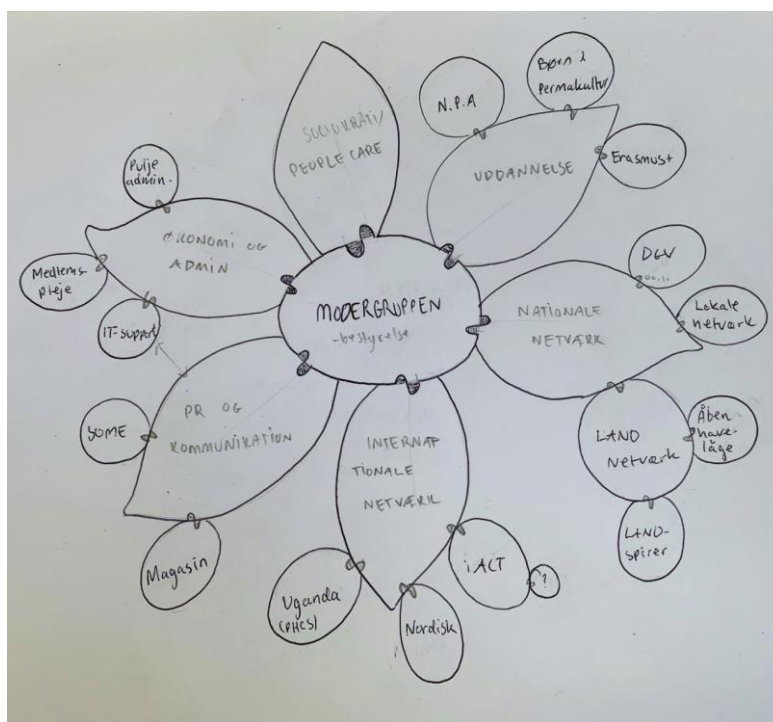 SOCIOKRATI/
PEOPLE CARE
N.P.A
Børn i
permakultur
Erasmus+
UDDANNELSE
Pulje
admin.
ØKONOMI OG
ADMIN
Medlems-
pleje
IT-support
MODERGRUPPEN
-bestyrelse
DGV
Lokale
netværk
NATIONALE
NETVÆRK
PR OG
KOMMUNIKATION
SOME
Magasin
INTERNAT
TIONALE
NETVÆRK
LAND
Netværk
Åben
have-
låge
LAND-
spirer
Uganda
(PHCS)
Nordisk
iACT
?